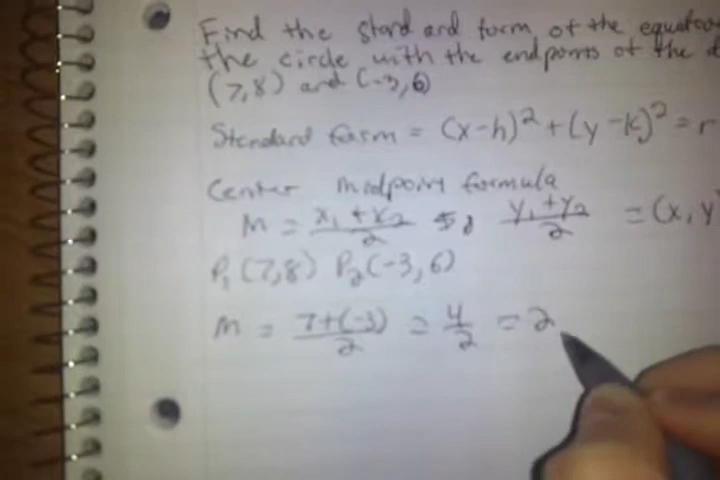 Find the standard form of the equation
the circle with the endpoints of the
(7,8) and (-3,6)
Standard form = (x-h)² + (y-k)² = r
Center midpoint formula
M = x₁+x₂/2 , y₁+y₂/2 = (x,y
P₁(7,8) P₂(-3,6)
M = 7+(-3)/2 = 4/2 = 2